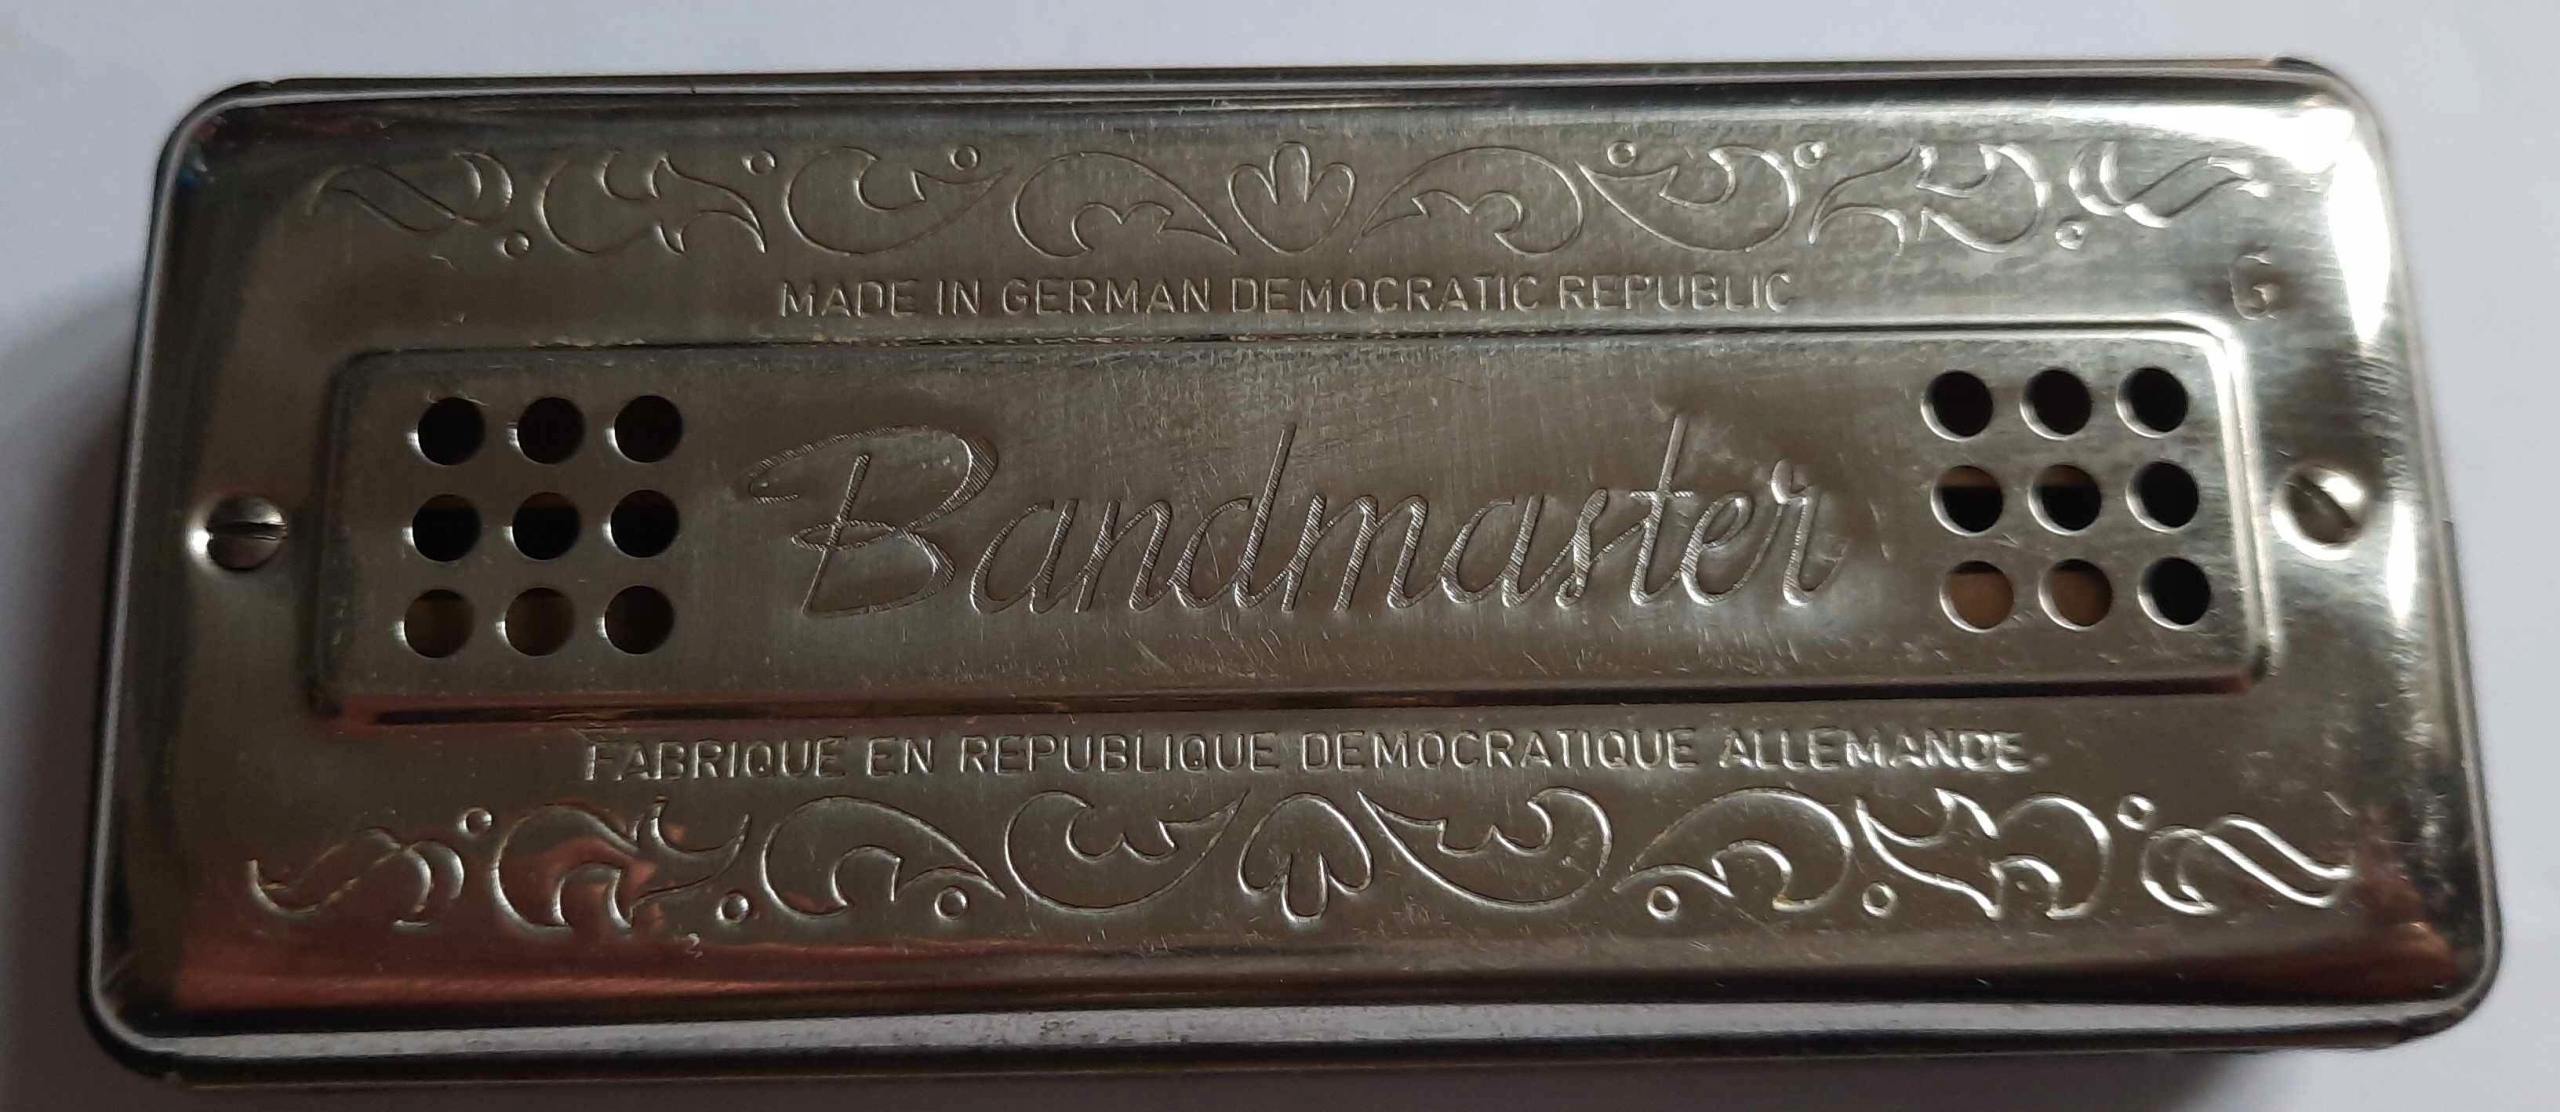 MADE IN GERMAN DEMOCRATIC REPUBLIC
G
Bandmaster
FABRIQUE EN REPUBLIQUE DEMOCRATIQUE ALLEMANDE